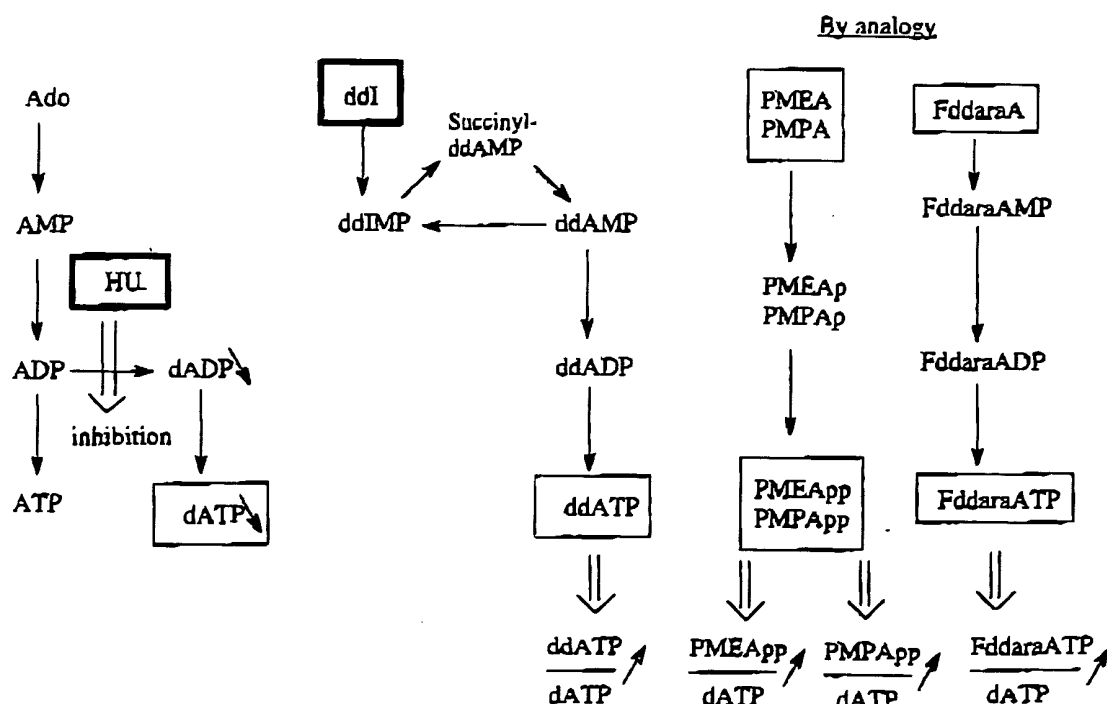 By analogy
Ado
AMP
HU
ADP
dADP
inhibition
ATP
dATP
ddI
Succinyl-
ddAMP
ddIMP
ddAMP
ddADP
ddATP
ddATP
dATP
PMEA
PMPA
PMEAp
PMPAp
PMEApp
PMPApp
PMEApp
dATP
PMPApp
dATP
FddaraA
FddaraAMP
FddaraADP
FddaraATP
FddaraATP
dATP